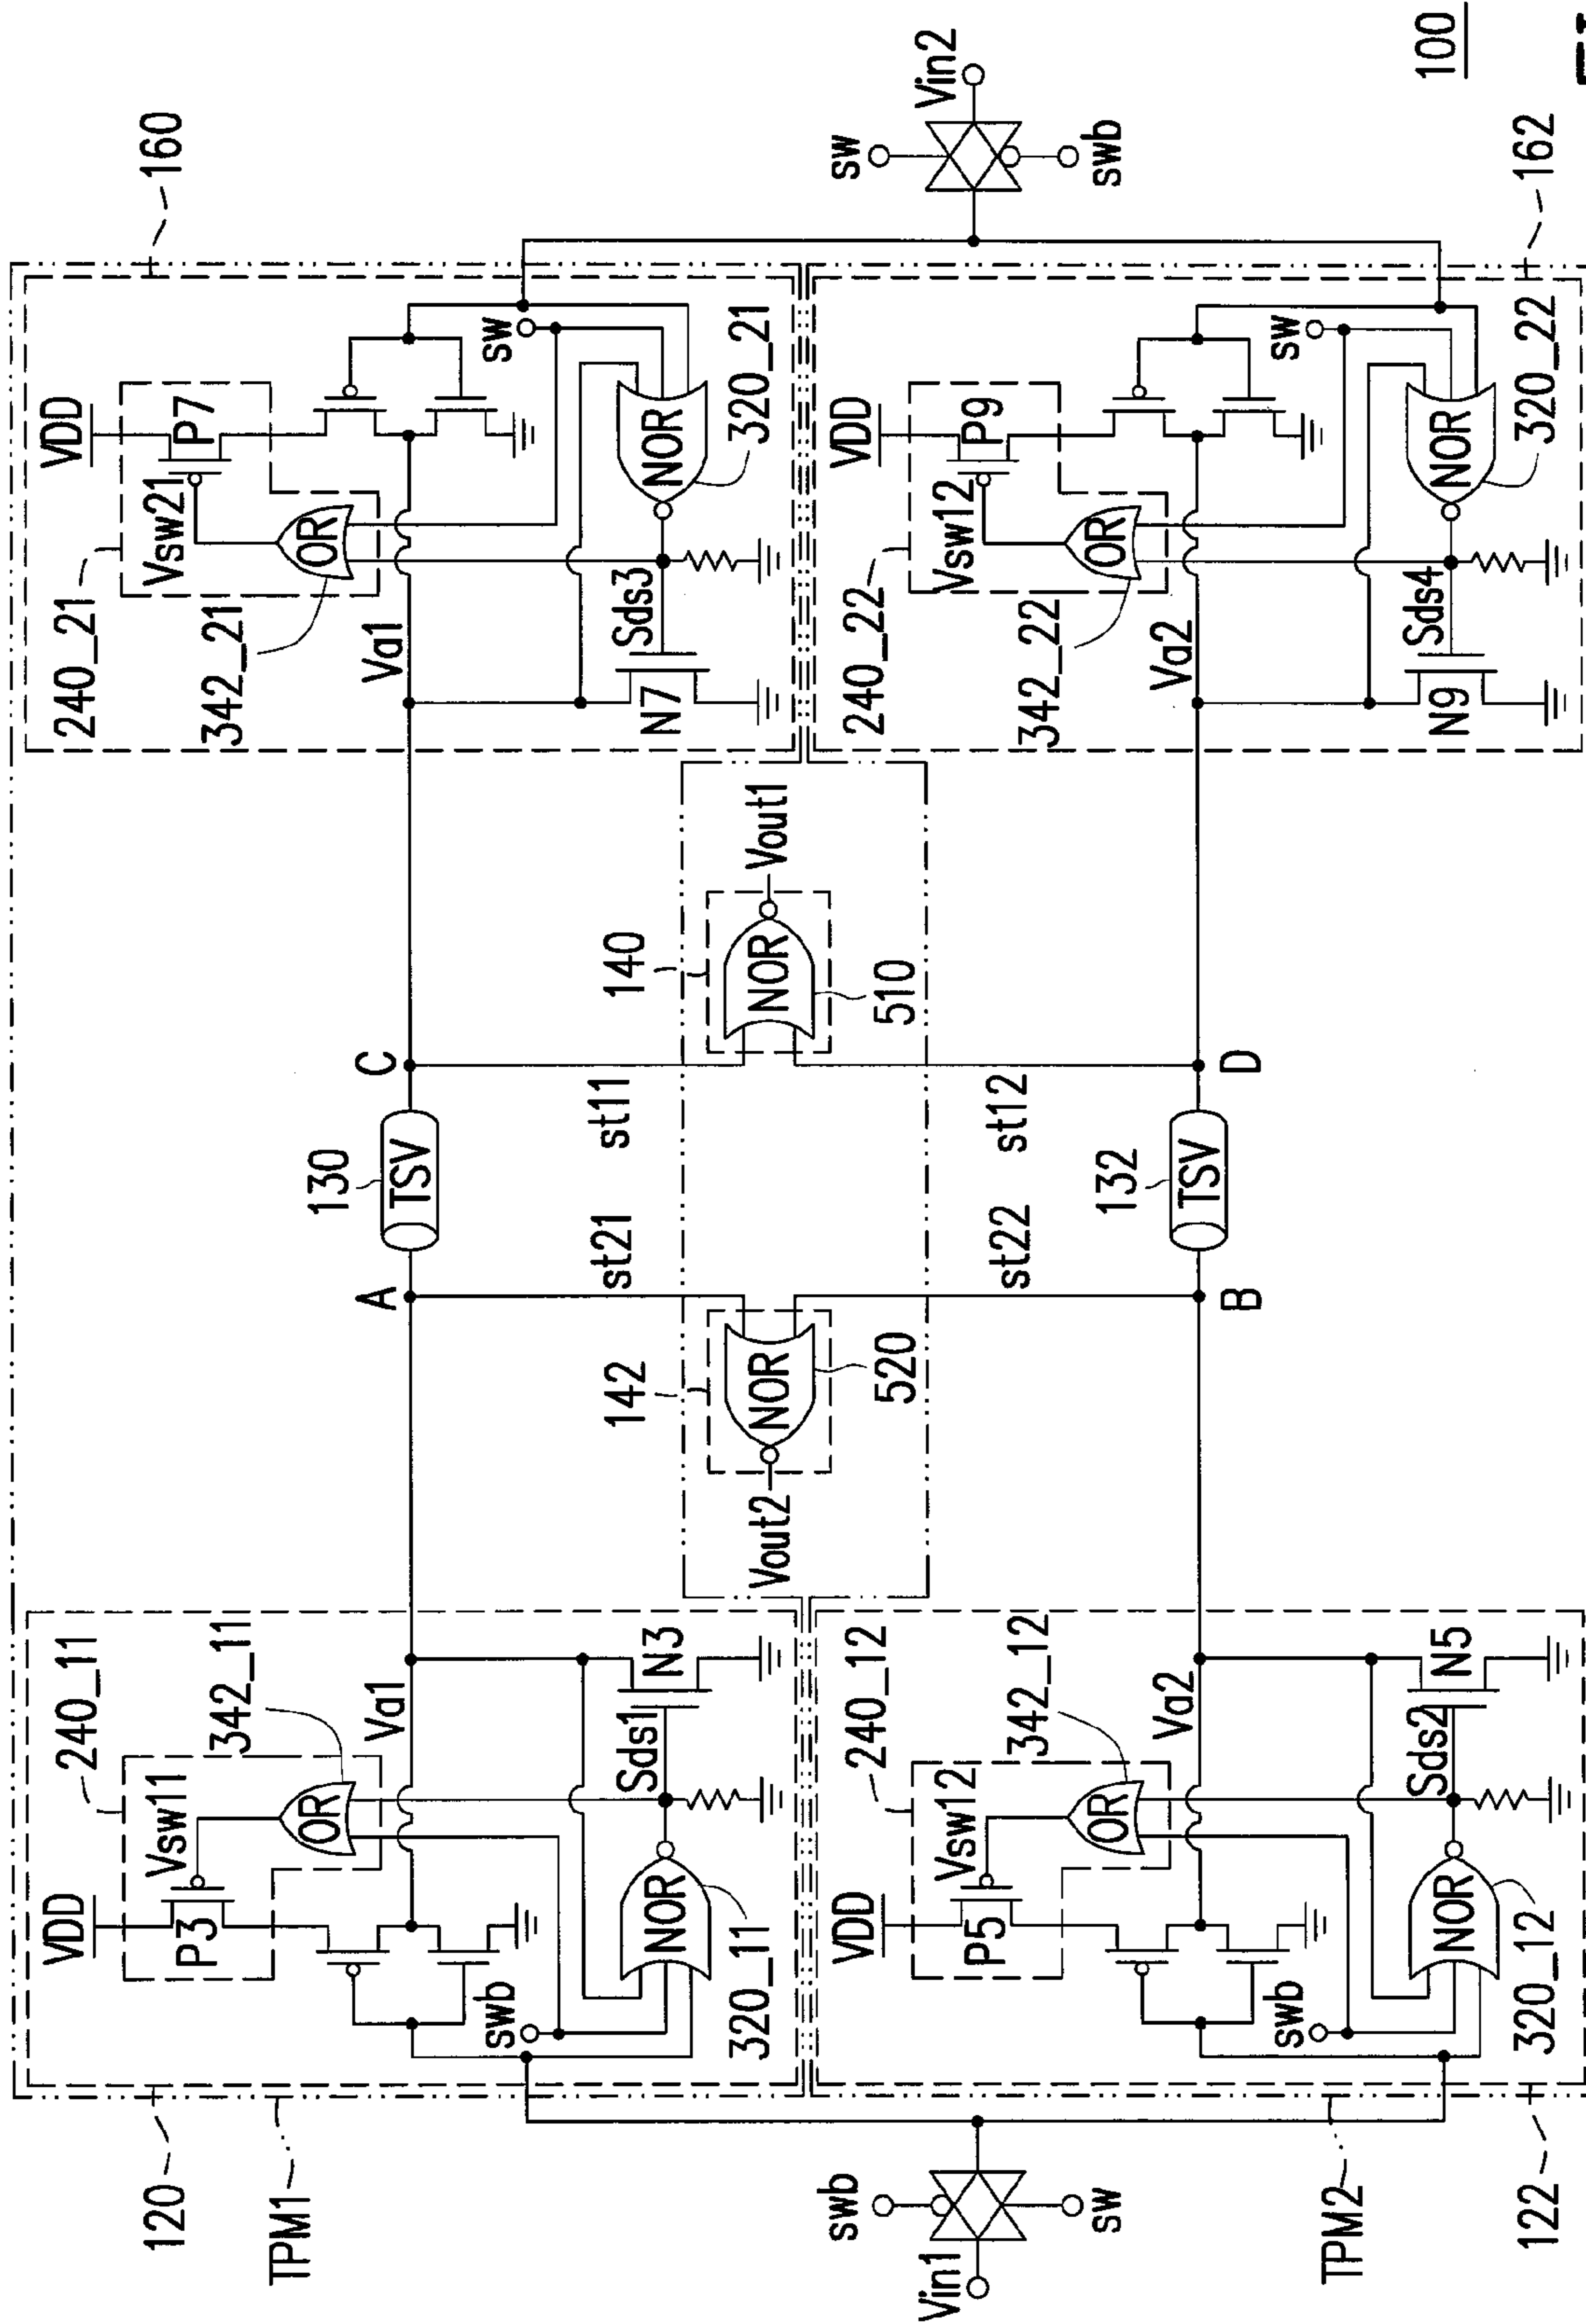 120
TPM1
VDD
240_11
P3
Vsw11
OR
342_11
Va1
swb
NOR
320_11
Sds1
N3
A
130
TSV
C
st21
st11
VDD
240_21
P7
Vsw21
OR
342_21
Va1
sw
NOR
320_21
Sds3
N7
160
swb
Vin1
sw
Vout2
142
NOR
520
140
NOR
510
Vout1
sw
Vin2
swb
TPM2
122
VDD
240_12
P5
Vsw12
OR
342_12
Va2
swb
NOR
320_12
Sds2
N5
st22
st12
B
132
TSV
D
VDD
240_22
P9
Vsw12
OR
342_22
Va2
sw
NOR
320_22
Sds4
N9
162
100